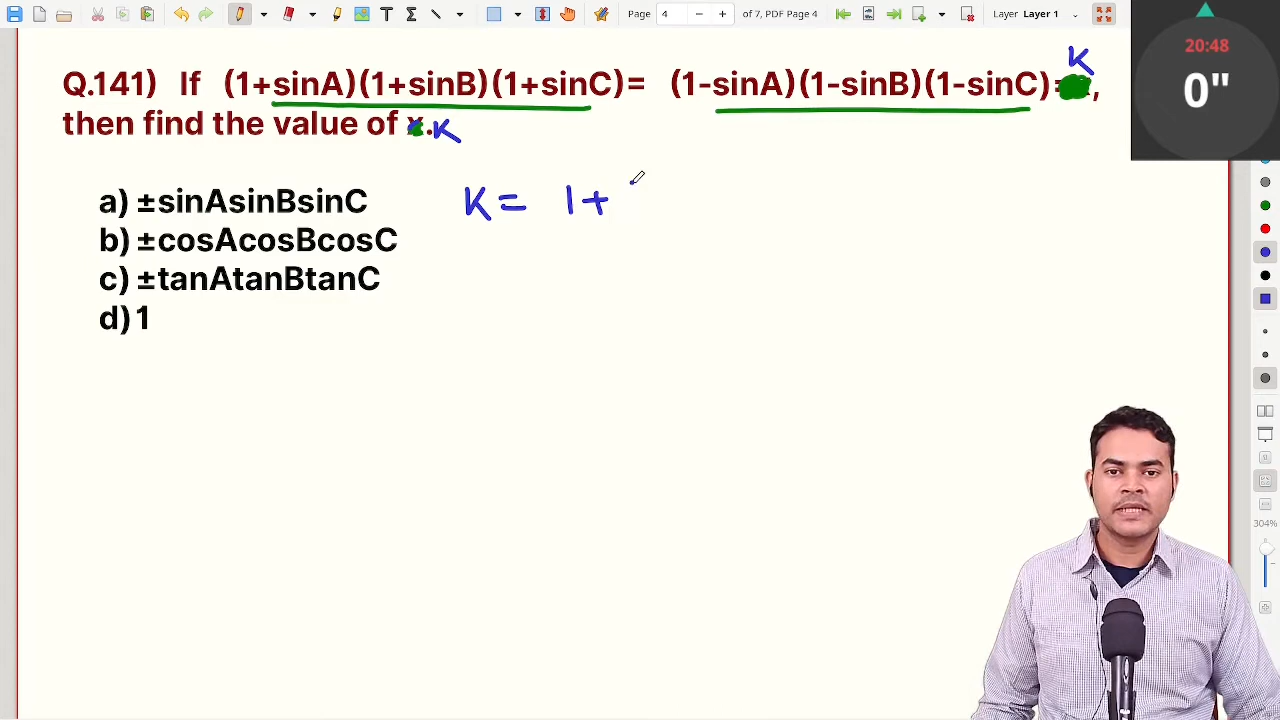 Page 4 of 7. PDF Page 4 Layer Layer 1
20:48
0"
K
Q.141) If (1+sinA)(1+sinB)(1+sinC)= (1-sinA)(1-sinB)(1-sinC)= ,
then find the value of x. K
a) ±sinAsinBsinC
K = 1+
b) ±cosAcosBcosC
c) ±tanAtanBtanC
d) 1
304%